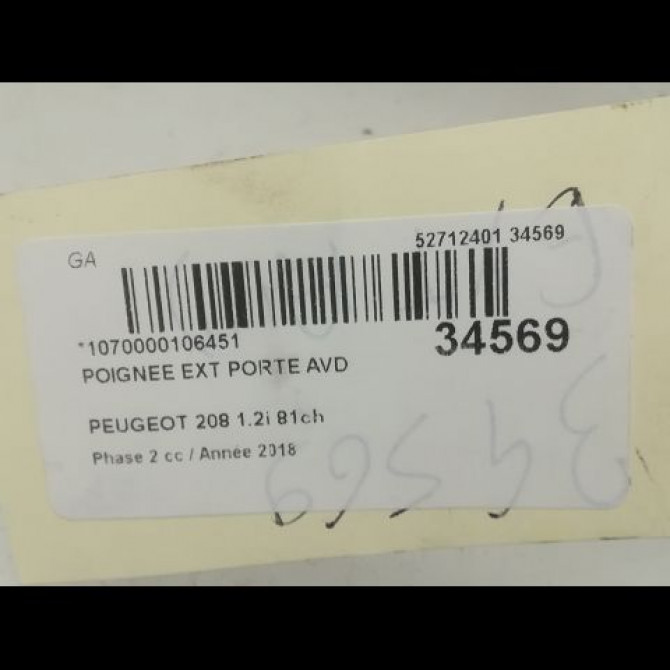 GA
52712401 34569
*1070000106451
34569
POIGNEE EXT PORTE AVD
PEUGEOT 208 1.2i 81ch
Phase 2 cc / Année 2018
34569